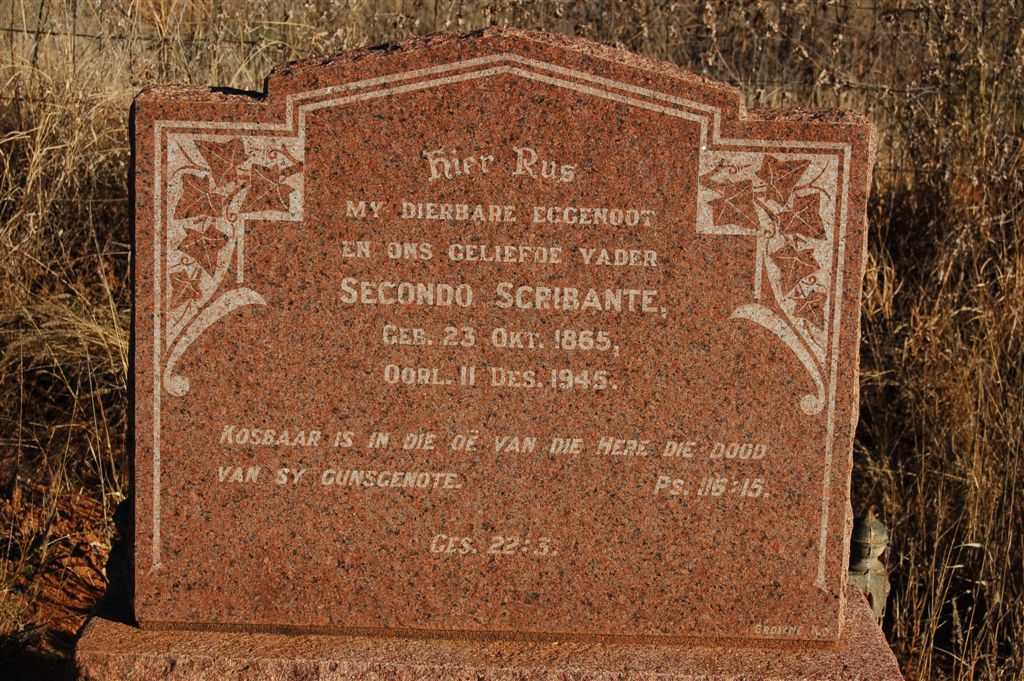 Hier Rus
MY DIERBARE EGGENOOT
EN ONS GELIEFDE VADER
SECONDO SCRIBANTE,
GEB. 23 OKT. 1865,
OORL. 11 DES. 1945.
KOSBAAR IS IN DIE OË VAN DIE HERE DIE DOOD
VAN SY GUNSGENOTE. PS. 116:15.
GES. 22:3.